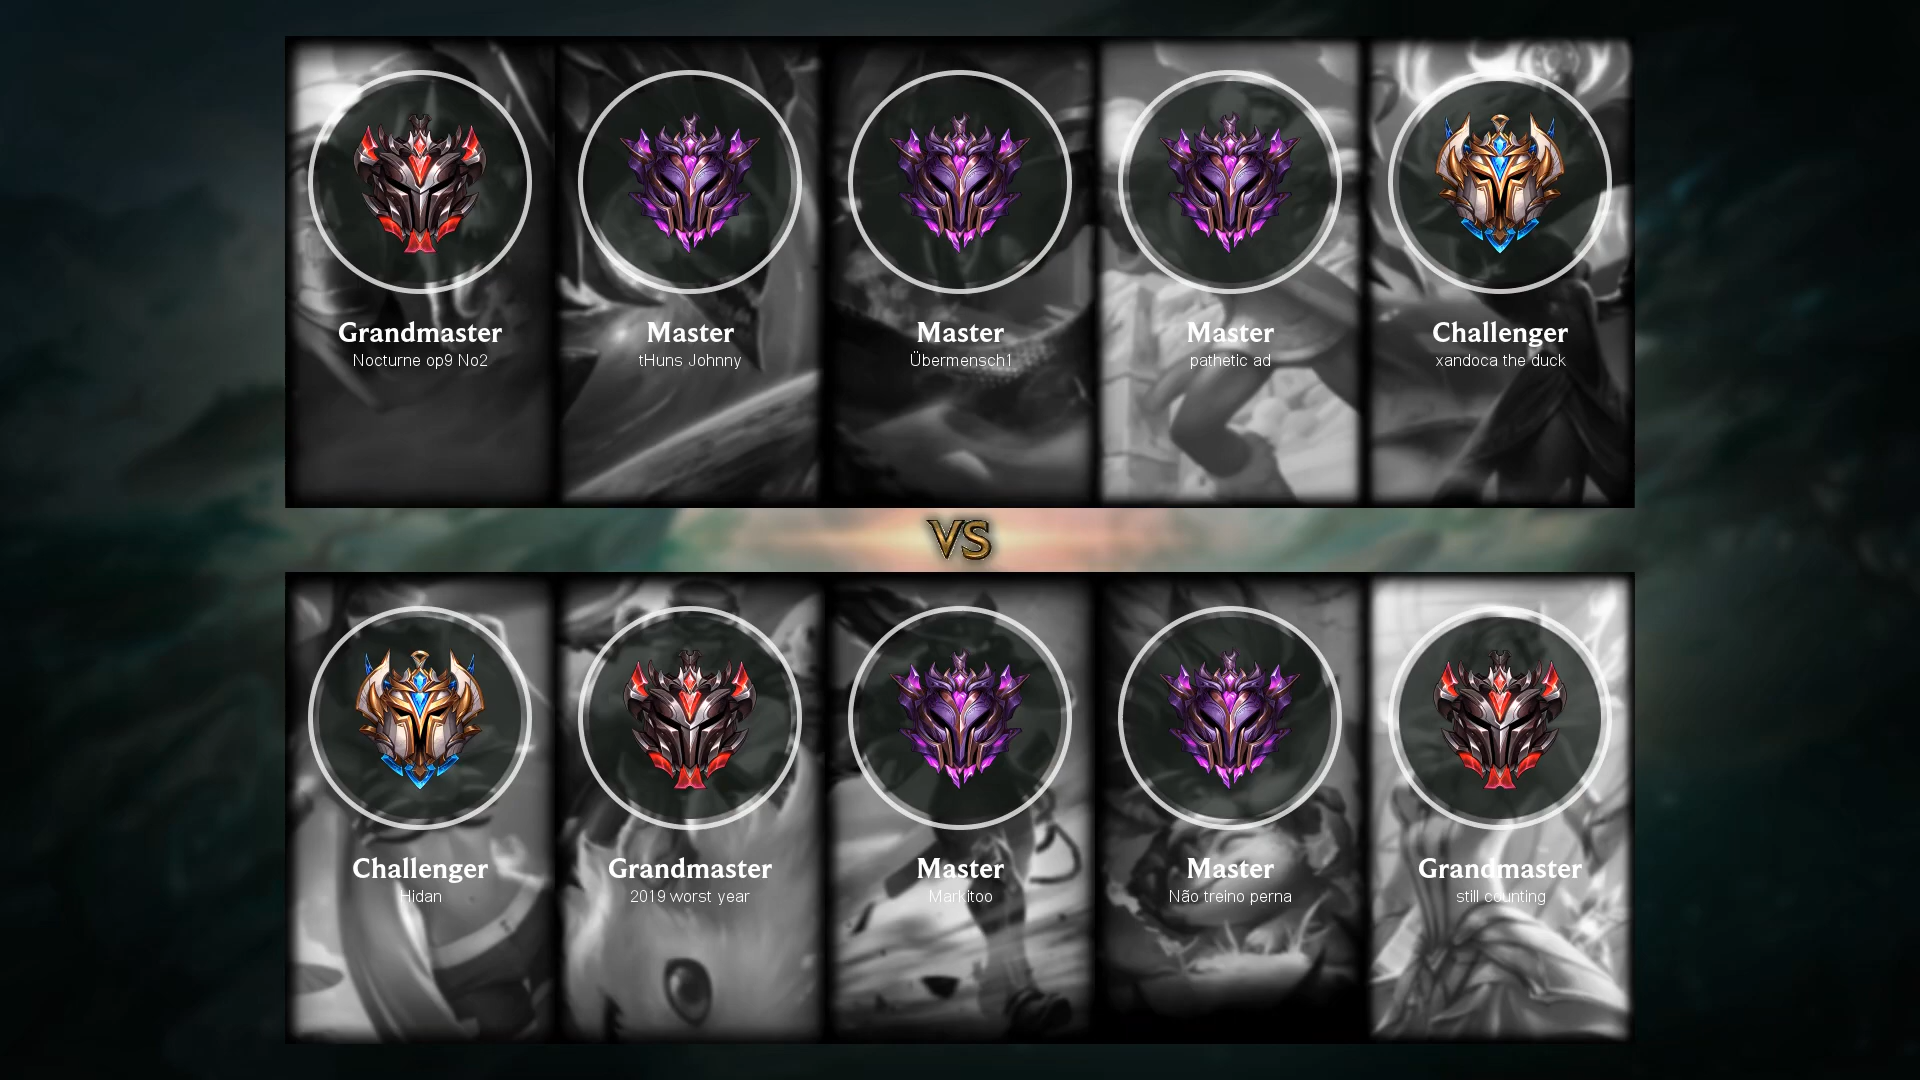 Grandmaster
Nocturne op9 No2
Master
tHuns Johnny
Master
Übermensch1
Master
pathetic ad
Challenger
xandoca the duck
VS
Challenger
Hidan
Grandmaster
2019 worst year
Master
Markitoo
Master
Não treino perna
Grandmaster
still counting